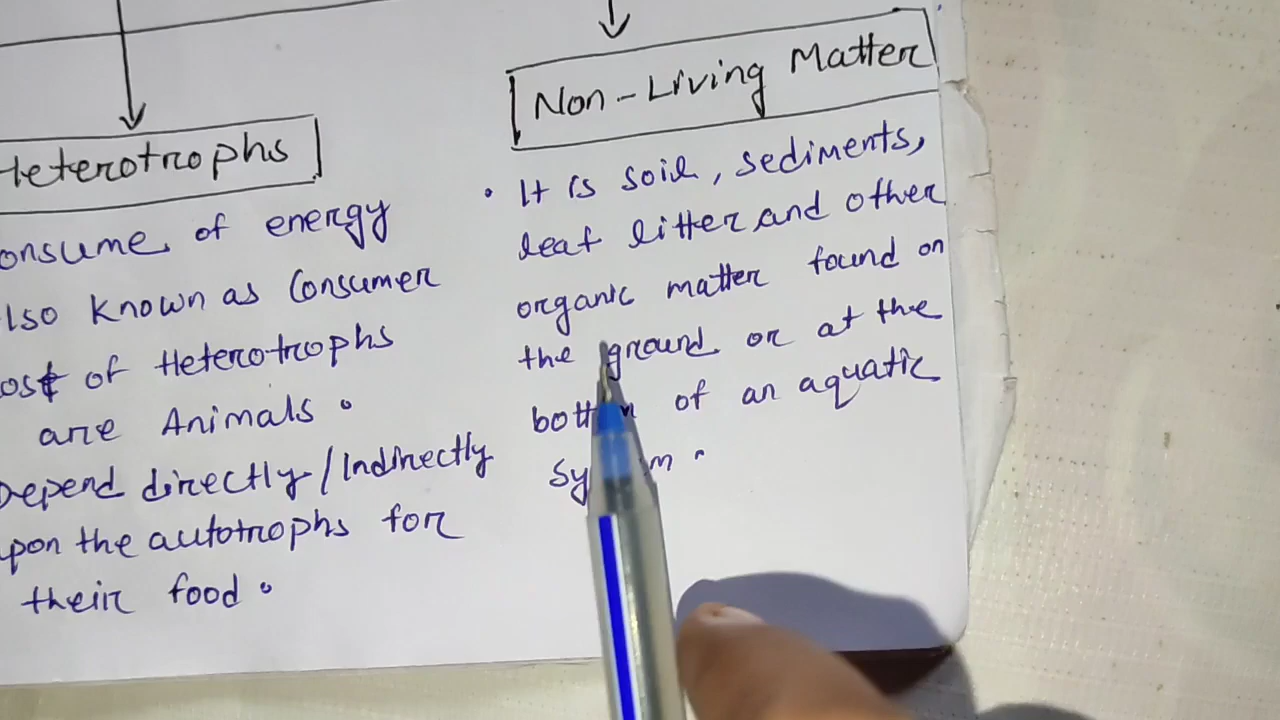 Heterotrophs
onsume of energy
lso known as Consumer
ost of Heterotrophs
are Animals.
Depend directly/Indirectly
upon the autotrophs for
their food.
Non-Living Matter
• It is soil, sediments,
leaf litter and other
organic matter found on
the ground or at the
of an aquatic